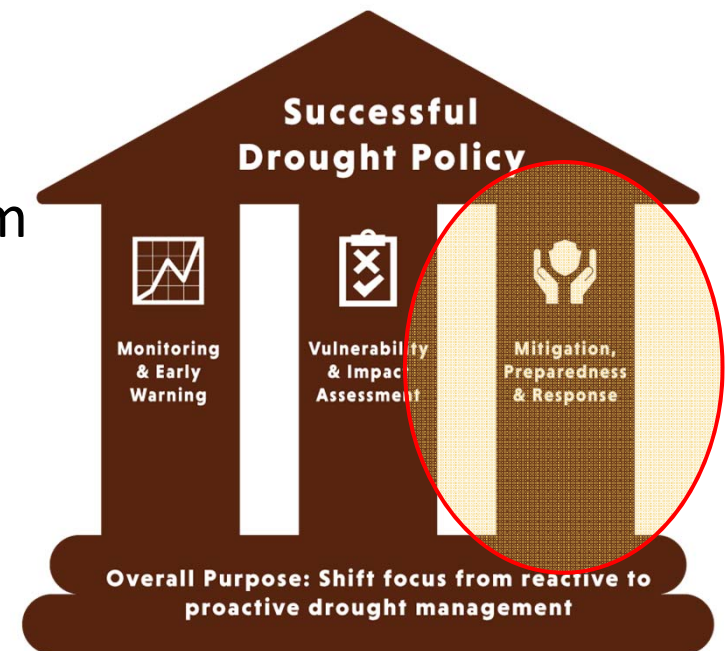 Successful
Drought Policy
m
Monitoring
& Early
Warning
Vulnerability
& Impact
Assessment
Mitigation,
Preparedness
& Response
Overall Purpose: Shift focus from reactive to
proactive drought management